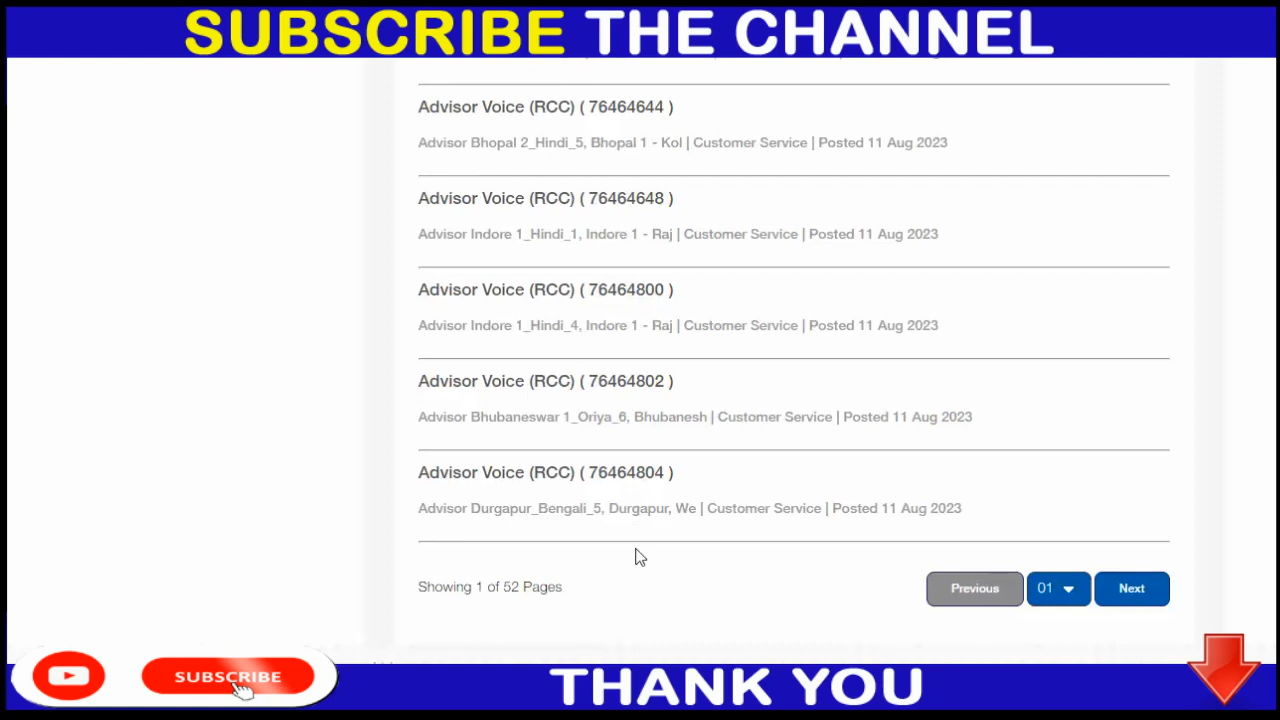 SUBSCRIBE THE CHANNEL
Advisor Voice (RCC) ( 76464644 )
Advisor Bhopal 2_Hindi_5, Bhopal 1 - Kol | Customer Service | Posted 11 Aug 2023
Advisor Voice (RCC) ( 76464648 )
Advisor Indore 1_Hindi_1, Indore 1 - Raj | Customer Service | Posted 11 Aug 2023
Advisor Voice (RCC) ( 76464800 )
Advisor Indore 1_Hindi_4, Indore 1 - Raj | Customer Service | Posted 11 Aug 2023
Advisor Voice (RCC) ( 76464802 )
Advisor Bhubaneswar 1_Oriya_6, Bhubanesh | Customer Service | Posted 11 Aug 2023
Advisor Voice (RCC) ( 76464804 )
Advisor Durgapur_Bengali_5, Durgapur, We | Customer Service | Posted 11 Aug 2023
Showing 1 of 52 Pages
Previous 01 Next
SUBSCRIBE
THANK YOU